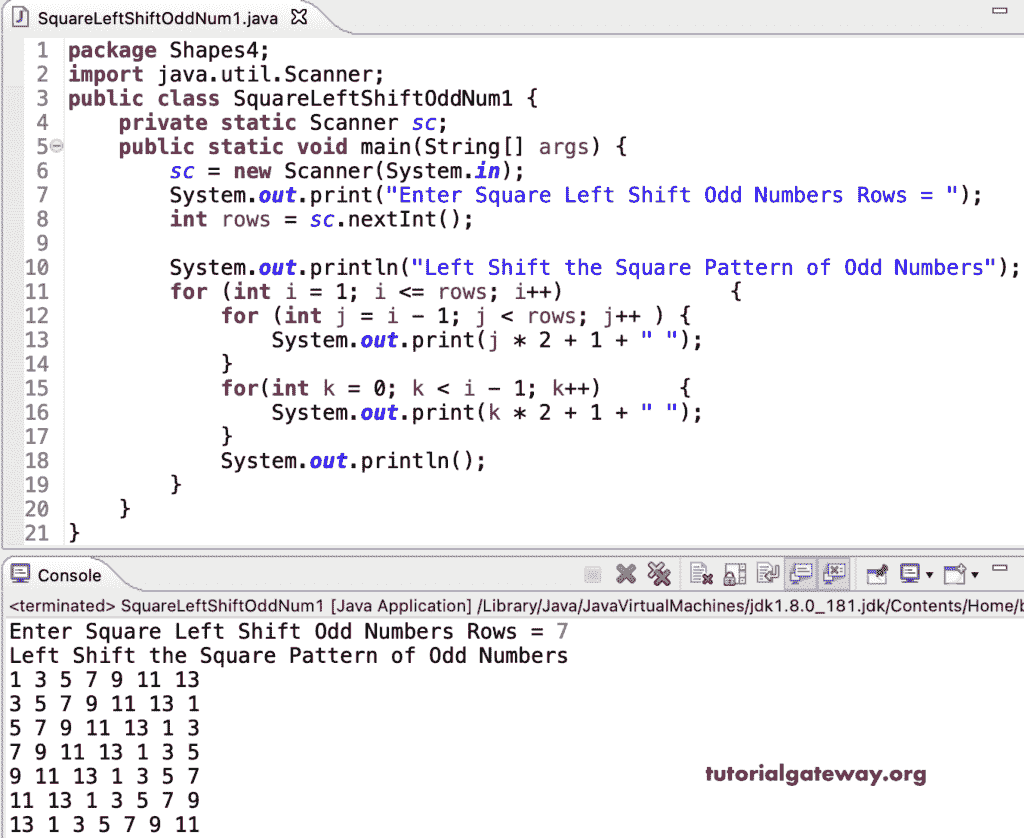 SquareLeftShiftOddNum1.java
1 package Shapes4;
2 import java.util.Scanner;
3 public class SquareLeftShiftOddNum1 {
4     private static Scanner sc;
5     public static void main(String[] args) {
6         sc = new Scanner(System.in);
7         System.out.print("Enter Square Left Shift Odd Numbers Rows = ");
8         int rows = sc.nextInt();
9
10         System.out.println("Left Shift the Square Pattern of Odd Numbers");
11         for (int i = 1; i <= rows; i++)             {
12             for (int j = i - 1; j < rows; j++ ) {
13                 System.out.print(j * 2 + 1 + " ");
14             }
15             for(int k = 0; k < i - 1; k++)      {
16                 System.out.print(k * 2 + 1 + " ");
17             }
18             System.out.println();
19         }
20     }
21 }
Console
<terminated> SquareLeftShiftOddNum1 [Java Application] /Library/Java/JavaVirtualMachines/jdk1.8.0_181.jdk/Contents/Home/b
Enter Square Left Shift Odd Numbers Rows = 7
Left Shift the Square Pattern of Odd Numbers
1 3 5 7 9 11 13
3 5 7 9 11 13 1
5 7 9 11 13 1 3
7 9 11 13 1 3 5
9 11 13 1 3 5 7
11 13 1 3 5 7 9
13 1 3 5 7 9 11
tutorialgateway.org